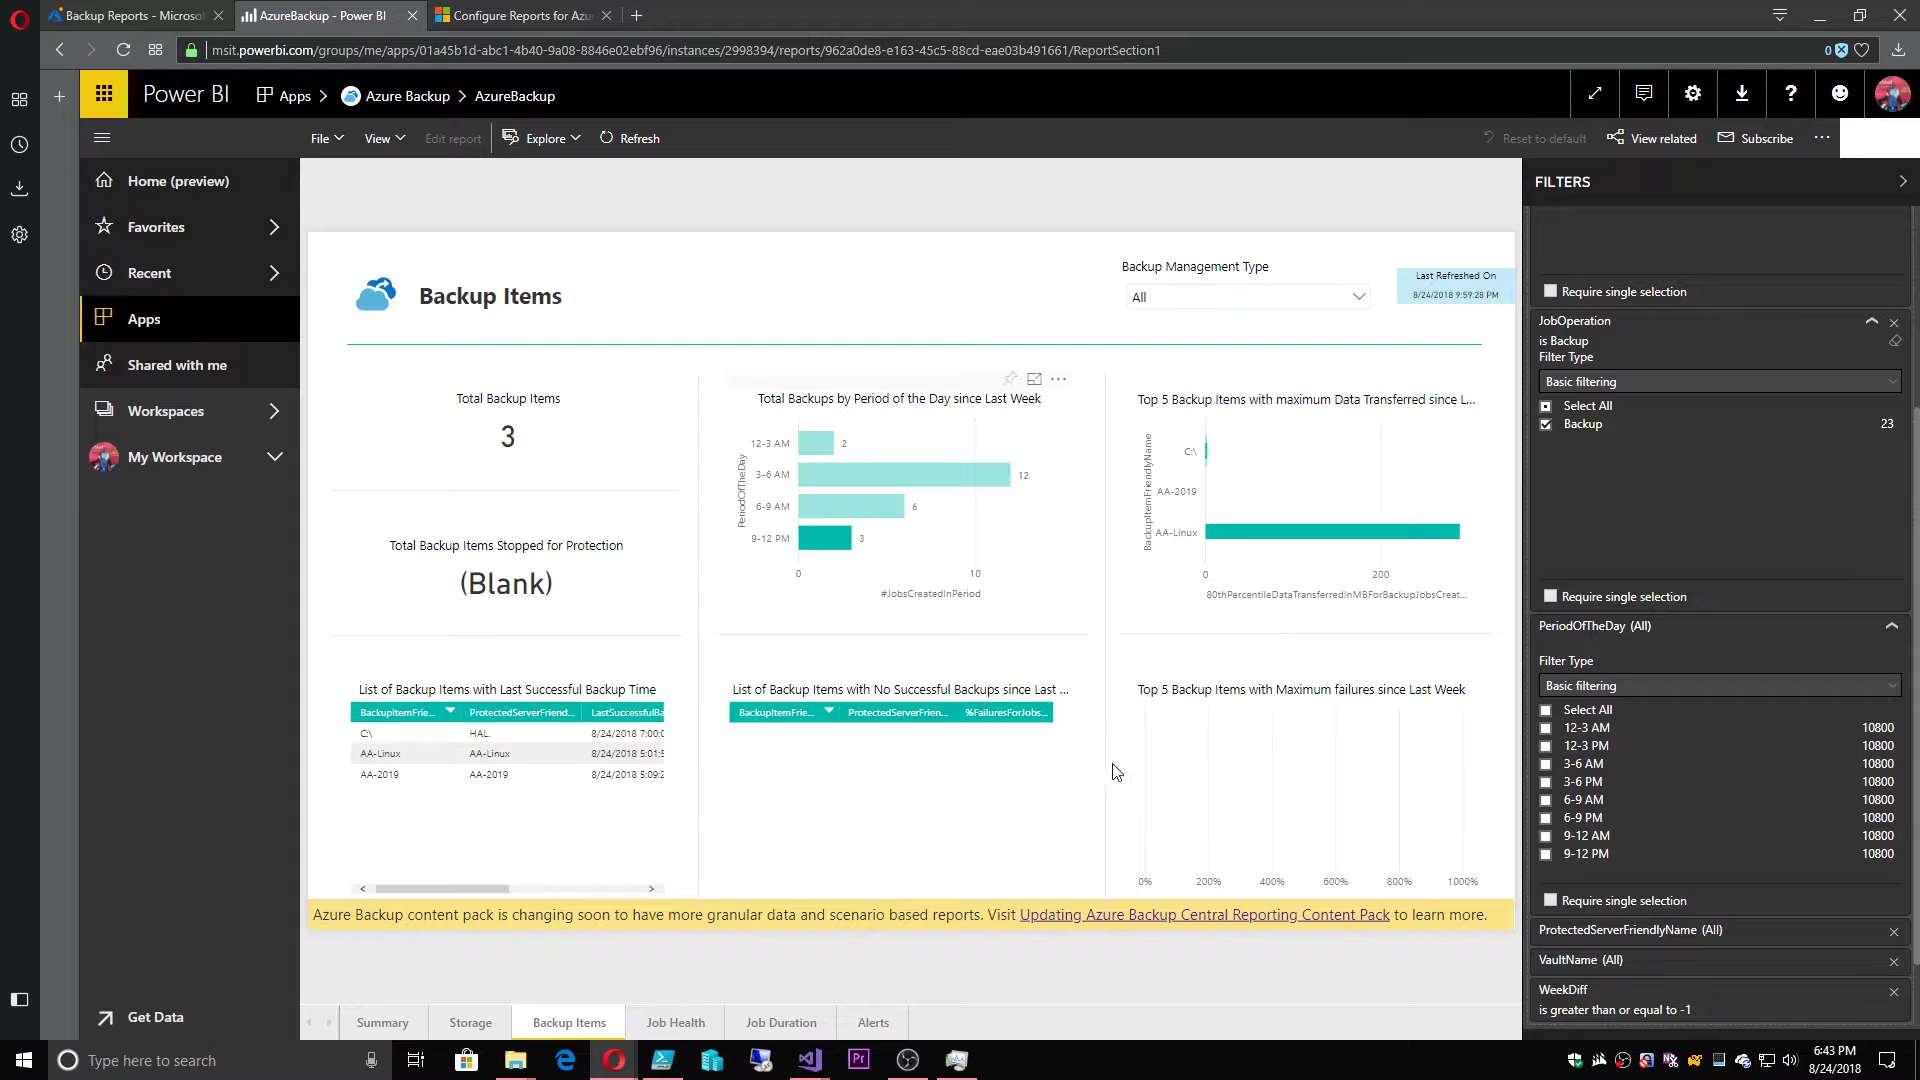 Backup Reports - Microsof
AzureBackup - Power BI
Configure Reports for Azu
msit.powerbi.com/groups/me/apps/01a45b1d-abc1-4b40-9a08-8846e02ebf96/instances/2998394/reports/962a0de8-e163-45c5-88cd-eae03b491661/ReportSection1
0
Power BI
Apps
Azure Backup
AzureBackup
File
View
Edit report
Explore
Refresh
Reset to default
View related
Subscribe
Home (preview)
Favorites
Recent
Apps
Shared with me
Workspaces
My Workspace
Get Data
Backup Items
Backup Management Type
All
Last Refreshed On
8/24/2018 9:59:28 PM
Total Backup Items
3
Total Backup Items Stopped for Protection
(Blank)
Total Backups by Period of the Day since Last Week
PeriodOfTheDay
12-3 AM 2
3-6 AM 12
6-9 AM 6
9-12 PM 3
0 10
#JobsCreatedInPeriod
Top 5 Backup Items with maximum Data Transferred since L...
BackupItemFriendlyName
C:\
AA-2019
AA-Linux
0 200
80thPercentileDataTransferredInMBForBackupJobsCreat...
List of Backup Items with Last Successful Backup Time
BackupItemFrie... ProtectedServerFriend... LastSuccessfulBa
C:\ HAL. 8/24/2018 7:00:0
AA-Linux AA-Linux 8/24/2018 5:01:5
AA-2019 AA-2019 8/24/2018 5:09:2
List of Backup Items with No Successful Backups since Last ...
BackupItemFrie... ProtectedServerFrien... %FailuresForJobs...
Top 5 Backup Items with Maximum failures since Last Week
0% 200% 400% 600% 800% 1000%
Azure Backup content pack is changing soon to have more granular data and scenario based reports. Visit Updating Azure Backup Central Reporting Content Pack to learn more.
Summary
Storage
Backup Items
Job Health
Job Duration
Alerts
FILTERS
Require single selection
JobOperation
is Backup
Filter Type
Basic filtering
Select All
Backup 23
Require single selection
PeriodOfTheDay (All)
Filter Type
Basic filtering
Select All
12-3 AM 10800
12-3 PM 10800
3-6 AM 10800
3-6 PM 10800
6-9 AM 10800
6-9 PM 10800
9-12 AM 10800
9-12 PM 10800
Require single selection
ProtectedServerFriendlyName (All)
VaultName (All)
WeekDiff
is greater than or equal to -1
Type here to search
Pr
6:43 PM
8/24/2018